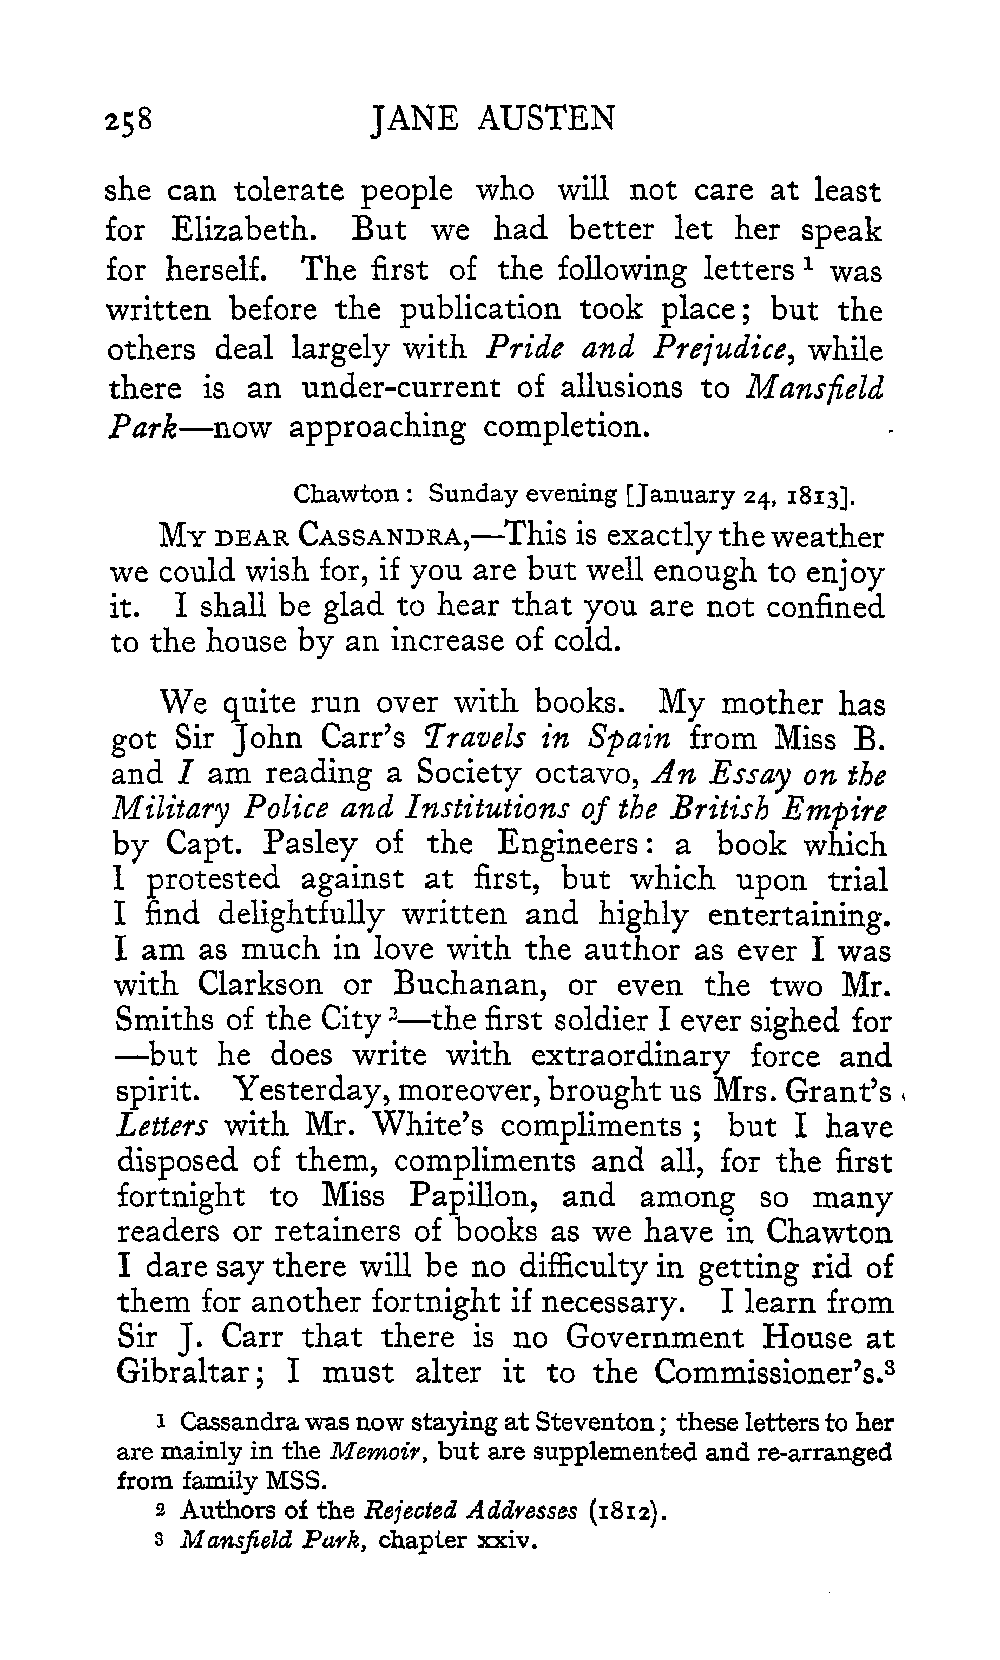 258 JANE AUSTEN
she can tolerate people who will not care at least
for Elizabeth. But we had better let her speak
for herself. The first of the following letters ¹ was
written before the publication took place; but the
others deal largely with Pride and Prejudice, while
there is an under-current of allusions to Mansfield
Park—now approaching completion.
Chawton: Sunday evening [January 24, 1813].
MY DEAR CASSANDRA,—This is exactly the weather
we could wish for, if you are but well enough to enjoy
it. I shall be glad to hear that you are not confined
to the house by an increase of cold.
We quite run over with books. My mother has
got Sir John Carr's Travels in Spain from Miss B.
and I am reading a Society octavo, An Essay on the
Military Police and Institutions of the British Empire
by Capt. Pasley of the Engineers: a book which
I protested against at first, but which upon trial
I find delightfully written and highly entertaining.
I am as much in love with the author as ever I was
with Clarkson or Buchanan, or even the two Mr.
Smiths of the City ²—the first soldier I ever sighed for
—but he does write with extraordinary force and
spirit. Yesterday, moreover, brought us Mrs. Grant's
Letters with Mr. White's compliments; but I have
disposed of them, compliments and all, for the first
fortnight to Miss Papillon, and among so many
readers or retainers of books as we have in Chawton
I dare say there will be no difficulty in getting rid of
them for another fortnight if necessary. I learn from
Sir J. Carr that there is no Government House at
Gibraltar; I must alter it to the Commissioner's.³
1 Cassandra was now staying at Steventon; these letters to her
are mainly in the Memoir, but are supplemented and re-arranged
from family MSS.
2 Authors of the Rejected Addresses (1812).
3 Mansfield Park, chapter xxiv.